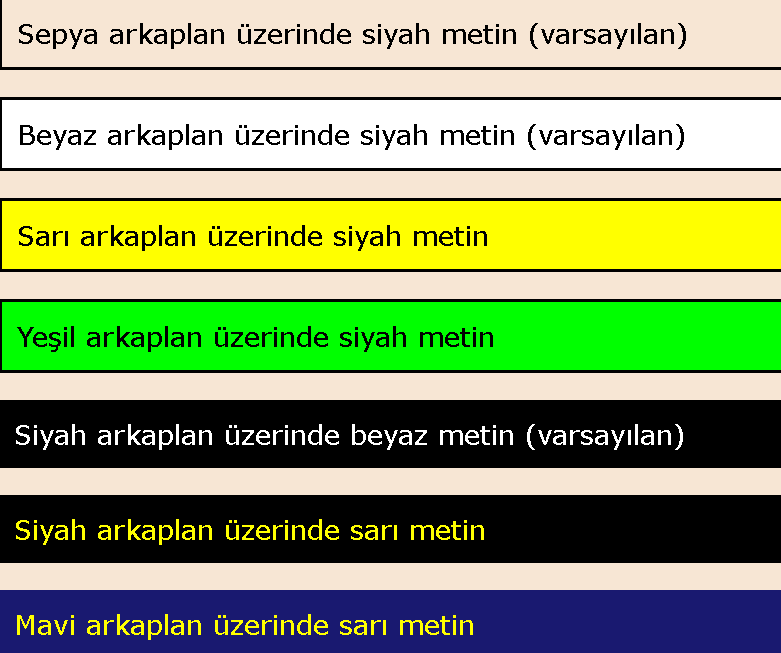 Sepya arkaplan üzerinde siyah metin (varsayılan)
Beyaz arkaplan üzerinde siyah metin (varsayılan)
Sarı arkaplan üzerinde siyah metin
Yeşil arkaplan üzerinde siyah metin
Siyah arkaplan üzerinde beyaz metin (varsayılan)
Siyah arkaplan üzerinde sarı metin
Mavi arkaplan üzerinde sarı metin